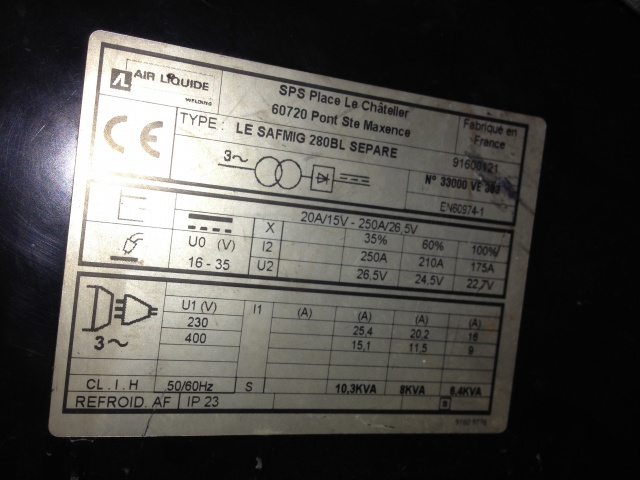 AIR LIQUIDE
WELDING
SPS Place Le Châtelier
60720 Pont Ste Maxence
Fabriqué en
France
CE
TYPE : LE SAFMIG 280BL SEPARE
91600121
3~
N° 33000 VE
EN60974-1
20A/15V - 250A/26,5V
X 35% 60% 100%
U0 (V) I2 250A 210A 175A
16 - 35 U2 26,5V 24,5V 22,7V
U1 (V) I1 (A) (A) (A) (A)
230 25,4 20,2 16
400 15,1 11,5 9
3~
CL . I . H 50/60Hz S 10,3KVA 8KVA 6,4KVA
REFROID. AF IP 23 S